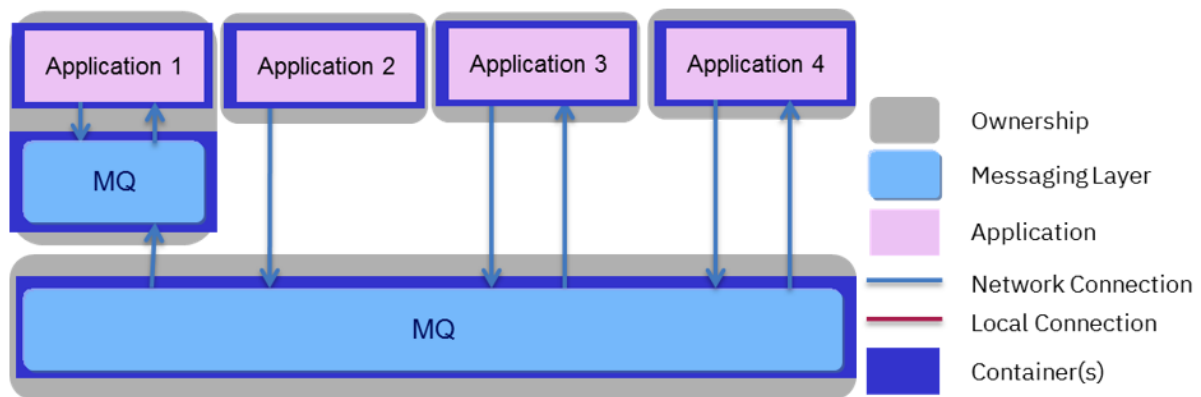 Application 1
Application 2
Application 3
Application 4
MQ
MQ
Ownership
Messaging Layer
Application
Network Connection
Local Connection
Container(s)